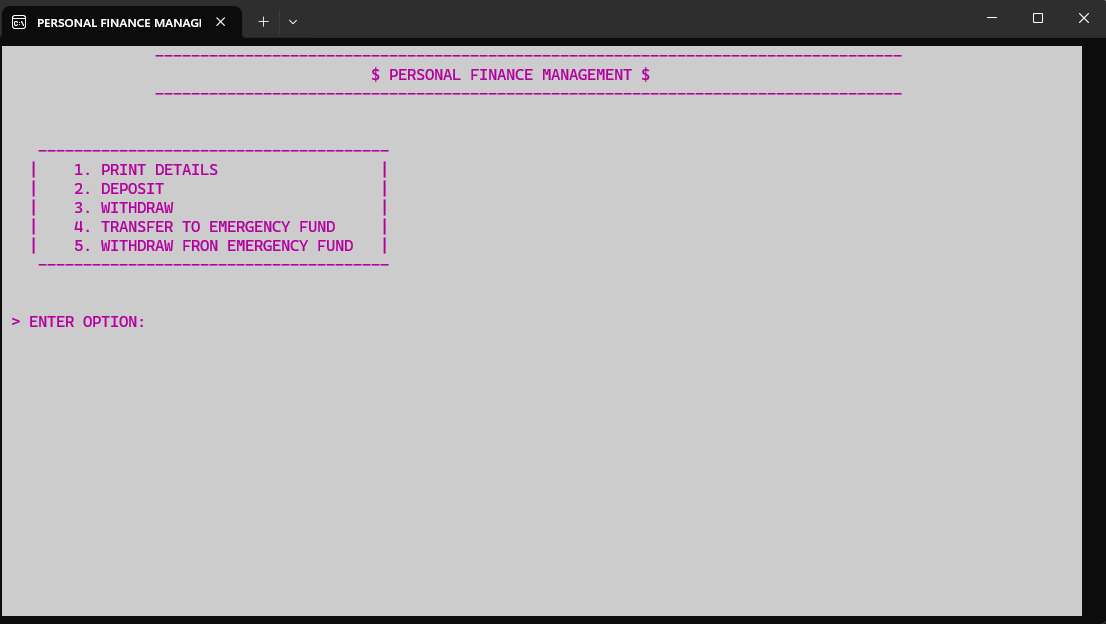 PERSONAL FINANCE MANAGI
$ PERSONAL FINANCE MANAGEMENT $
1. PRINT DETAILS
2. DEPOSIT
3. WITHDRAW
4. TRANSFER TO EMERGENCY FUND
5. WITHDRAW FRON EMERGENCY FUND
> ENTER OPTION: